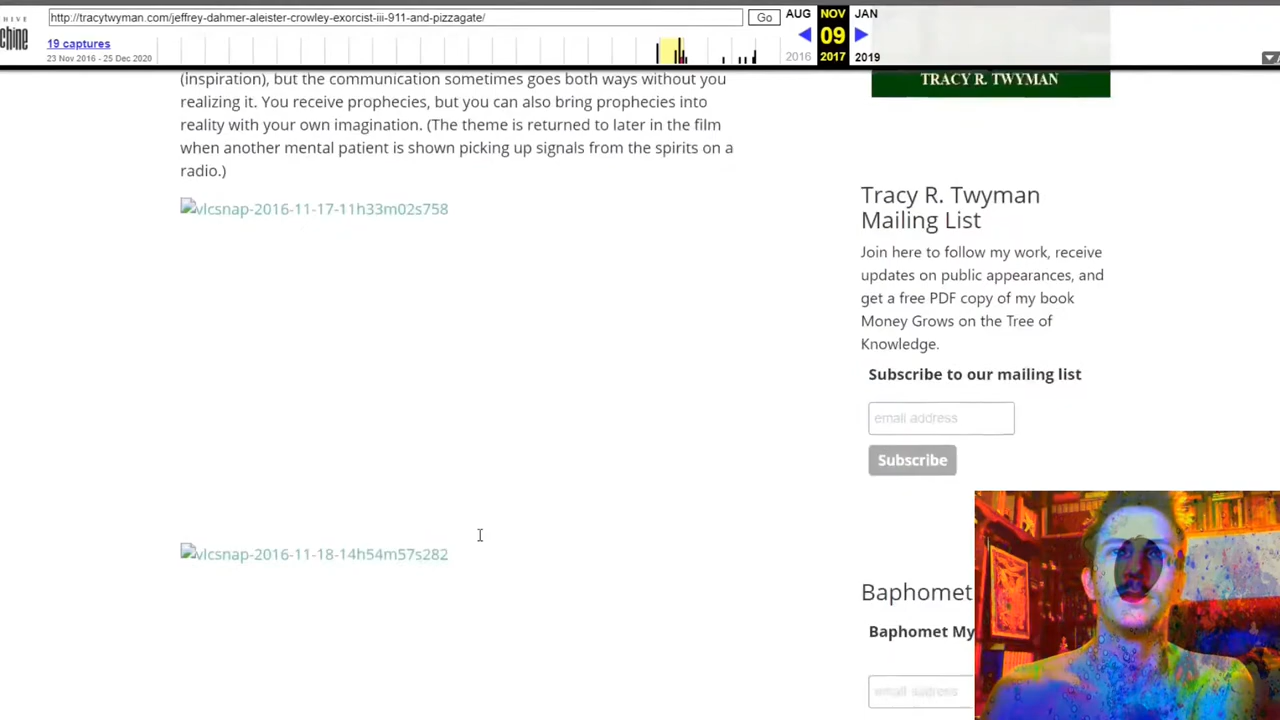 http://tracytwyman.com/jeffrey-dahmer-aleister-crowley-exorcist-iii-911-and-pizzagate/
Go
AUG
NOV
JAN
19 captures
09
23 Nov 2016 - 25 Dec 2020
2016
2017
2019
(inspiration), but the communication sometimes goes both ways without you
realizing it. You receive prophecies, but you can also bring prophecies into
reality with your own imagination. (The theme is returned to later in the film
when another mental patient is shown picking up signals from the spirits on a
radio.)
vlcsnap-2016-11-17-11h33m02s758
vlcsnap-2016-11-18-14h54m57s282
TRACY R. TWYMAN
Tracy R. Twyman
Mailing List
Join here to follow my work, receive
updates on public appearances, and
get a free PDF copy of my book
Money Grows on the Tree of
Knowledge.
Subscribe to our mailing list
email address
Subscribe
Baphomet
Baphomet My
email address